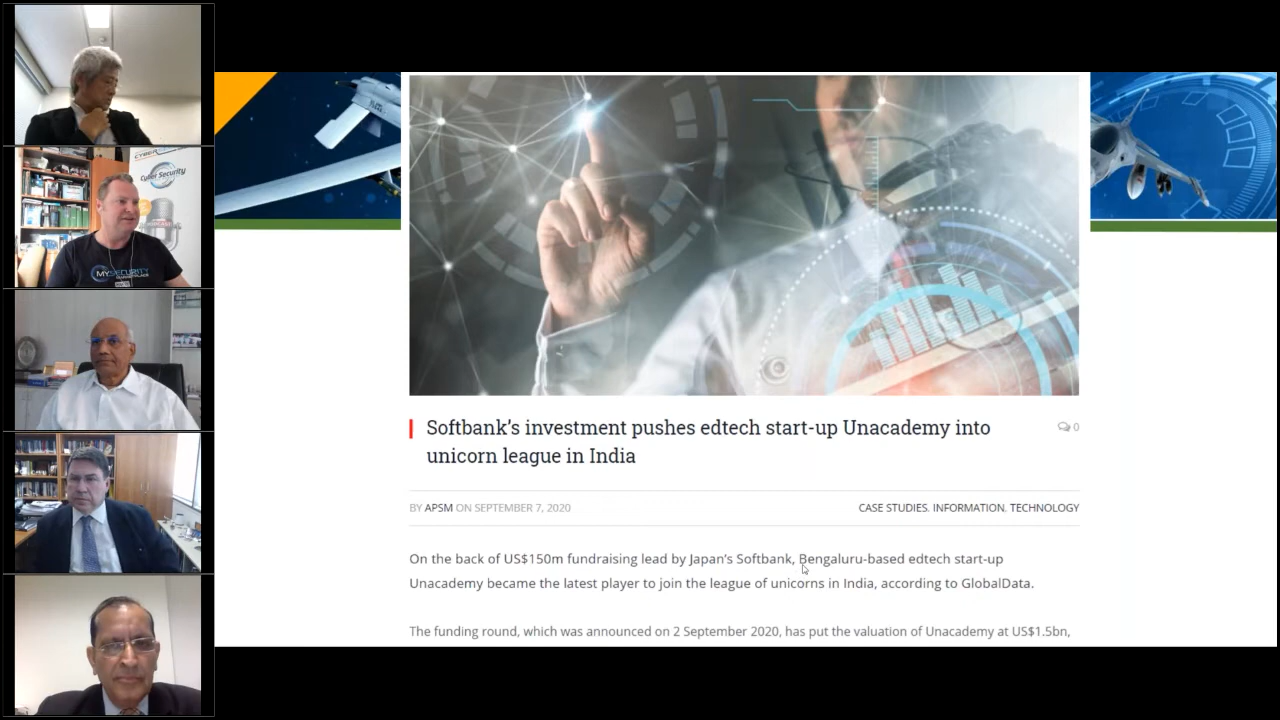 Cyber Security
MYSECURITY
Softbank's investment pushes edtech start-up Unacademy into
unicorn league in India
0
BY APSM ON SEPTEMBER 7, 2020
CASE STUDIES, INFORMATION, TECHNOLOGY
On the back of US$150m fundraising lead by Japan's Softbank, Bengaluru-based edtech start-up
Unacademy became the latest player to join the league of unicorns in India, according to GlobalData.
The funding round, which was announced on 2 September 2020, has put the valuation of Unacademy at US$1.5bn,